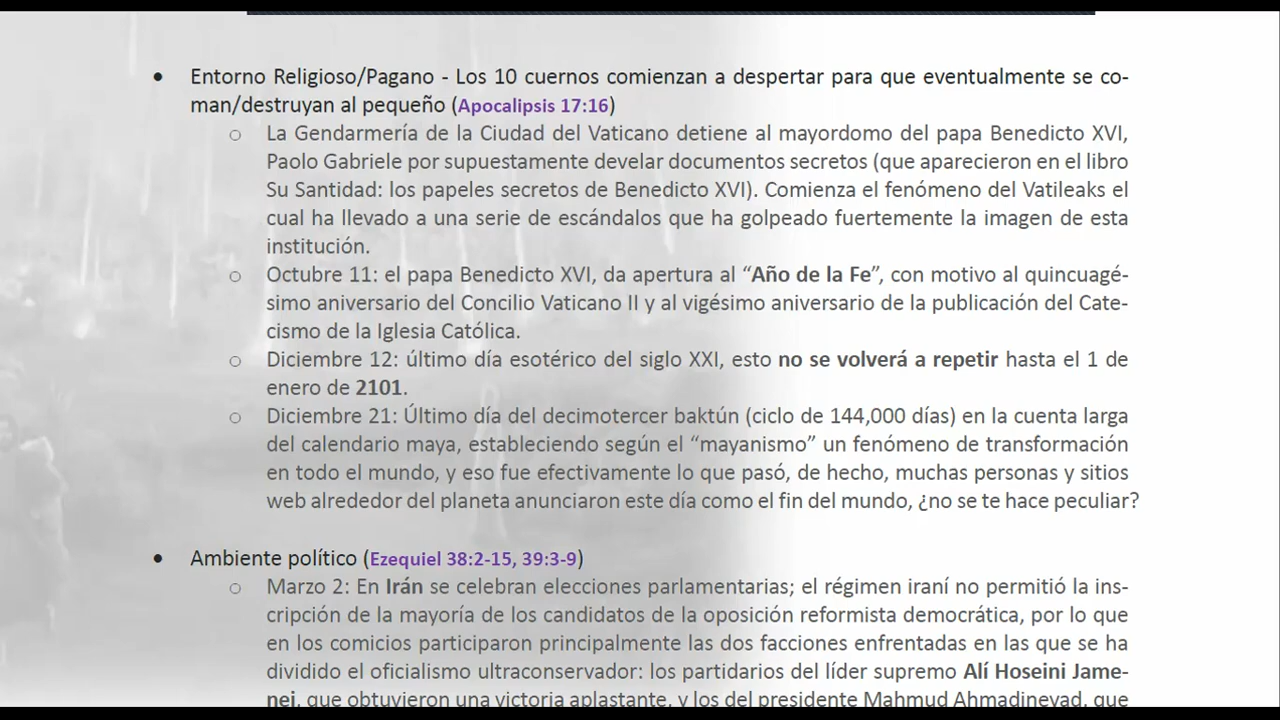 • Entorno Religioso/Pagano - Los 10 cuernos comienzan a despertar para que eventualmente se co-
man/destruyan al pequeño (Apocalipsis 17:16)
○ La Gendarmería de la Ciudad del Vaticano detiene al mayordomo del papa Benedicto XVI,
Paolo Gabriele por supuestamente develar documentos secretos (que aparecieron en el libro
Su Santidad: los papeles secretos de Benedicto XVI). Comienza el fenómeno del Vatileaks el
cual ha llevado a una serie de escándalos que ha golpeado fuertemente la imagen de esta
institución.
○ Octubre 11: el papa Benedicto XVI, da apertura al “Año de la Fe”, con motivo al quincuagé-
simo aniversario del Concilio Vaticano II y al vigésimo aniversario de la publicación del Cate-
cismo de la Iglesia Católica.
○ Diciembre 12: último día esotérico del siglo XXI, esto no se volverá a repetir hasta el 1 de
enero de 2101.
○ Diciembre 21: Último día del decimotercer baktún (ciclo de 144,000 días) en la cuenta larga
del calendario maya, estableciendo según el “mayanismo” un fenómeno de transformación
en todo el mundo, y eso fue efectivamente lo que pasó, de hecho, muchas personas y sitios
web alrededor del planeta anunciaron este día como el fin del mundo, ¿no se te hace peculiar?
• Ambiente político (Ezequiel 38:2-15, 39:3-9)
○ Marzo 2: En Irán se celebran elecciones parlamentarias; el régimen iraní no permitió la ins-
cripción de la mayoría de los candidatos de la oposición reformista democrática, por lo que
en los comicios participaron principalmente las dos facciones enfrentadas en las que se ha
dividido el oficialismo ultraconservador: los partidarios del líder supremo Alí Hoseini Jame-
nei, que obtuvieron una victoria aplastante, y los del presidente Mahmud Ahmadineyad, que